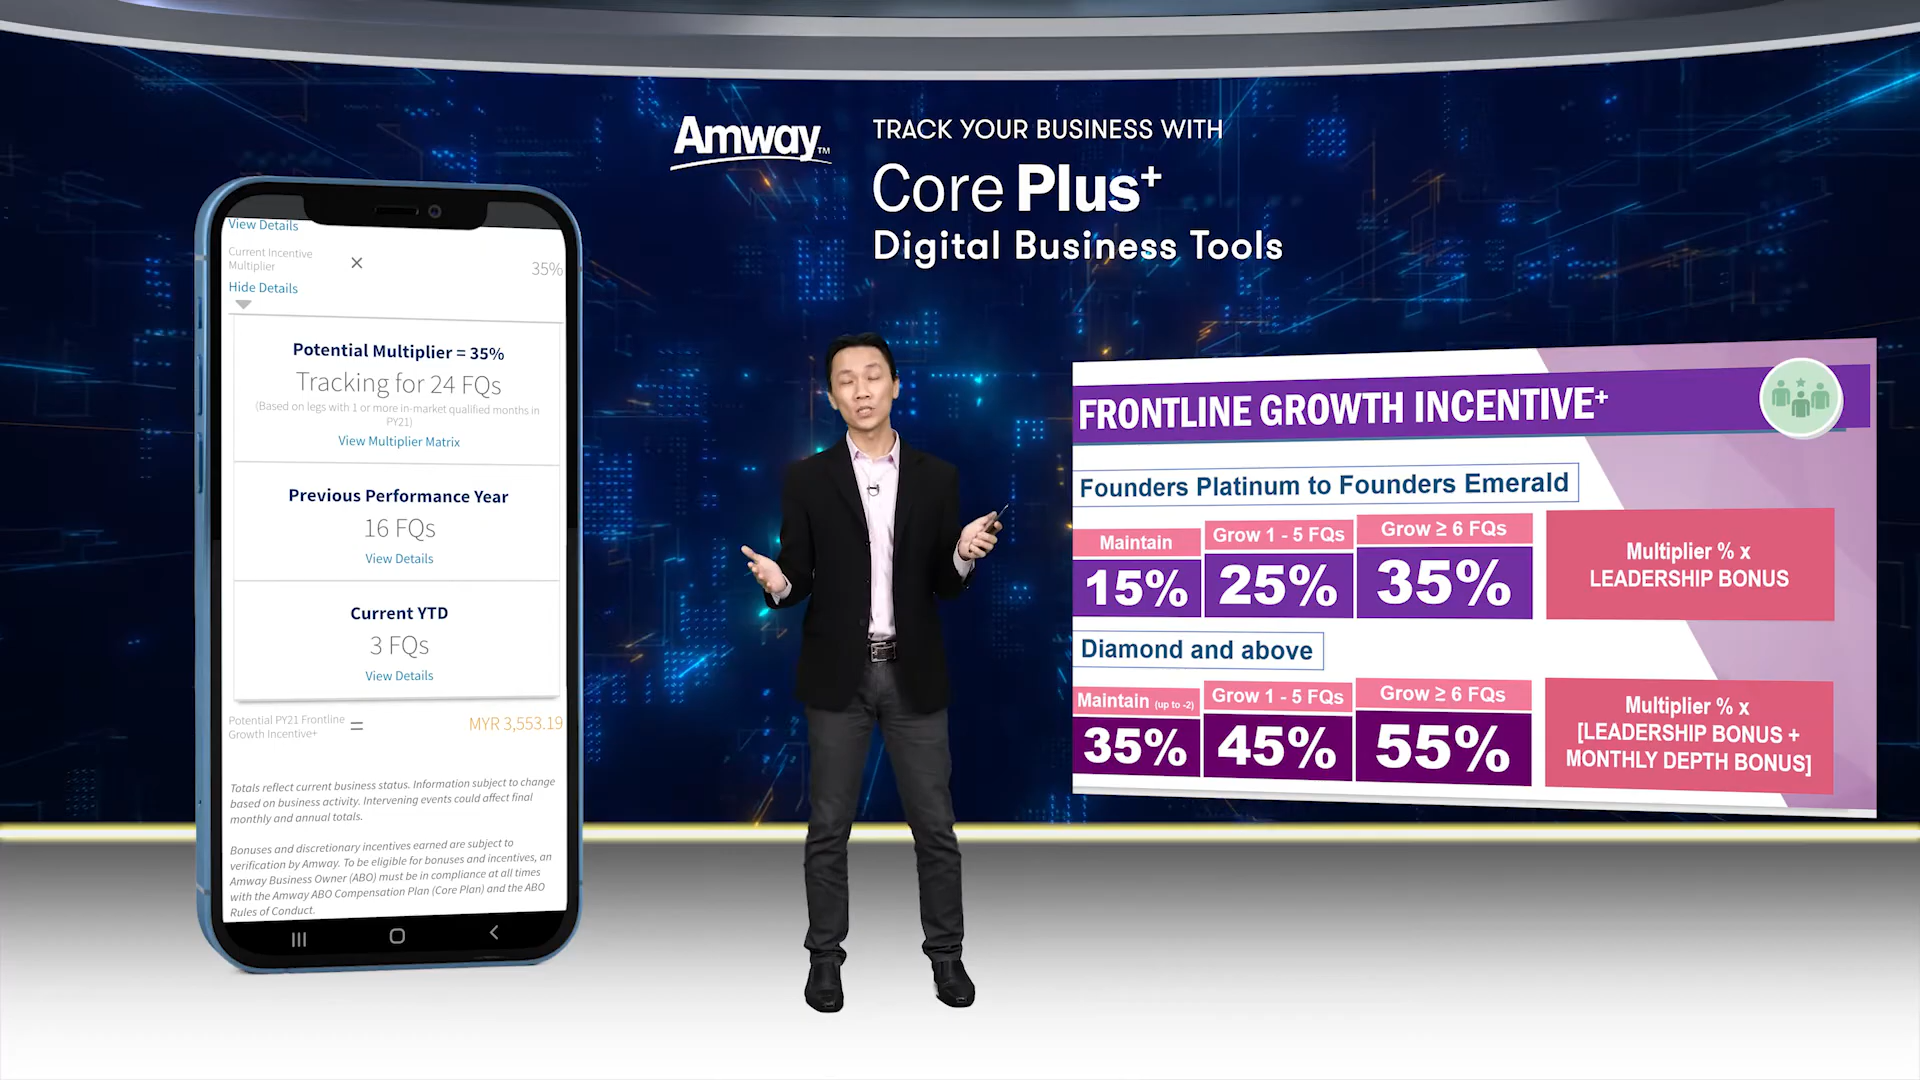 Amway™
TRACK YOUR BUSINESS WITH
Core Plus+
Digital Business Tools
View Details
Current Incentive
Multiplier
× 35%
Hide Details
Potential Multiplier = 35%
Tracking for 24 FQs
(Based on legs with 1 or more in-market qualified months in
PY21)
View Multiplier Matrix
Previous Performance Year
16 FQs
View Details
Current YTD
3 FQs
View Details
Potential PY21 Frontline
Growth Incentive+
= MYR 3,553.19
Totals reflect current business status. Information subject to change
based on business activity. Intervening events could affect final
monthly and annual totals.
Bonuses and discretionary incentives earned are subject to
verification by Amway. To be eligible for bonuses and incentives, an
Amway Business Owner (ABO) must be in compliance at all times
with the Amway ABO Compensation Plan (Core Plan) and the ABO
Rules of Conduct.
FRONTLINE GROWTH INCENTIVE+
Founders Platinum to Founders Emerald
Maintain
15%
Grow 1 - 5 FQs
25%
Grow ≥ 6 FQs
35%
Multiplier % x
LEADERSHIP BONUS
Diamond and above
Maintain (up to -2)
35%
Grow 1 - 5 FQs
45%
Grow ≥ 6 FQs
55%
Multiplier % x
[LEADERSHIP BONUS +
MONTHLY DEPTH BONUS]